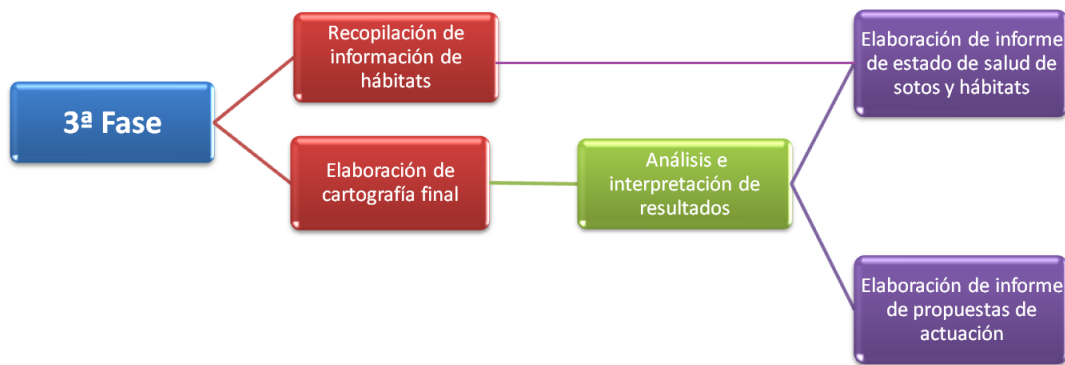 3ª Fase
Recopilación de
información de
hábitats
Elaboración de
cartografía final
Análisis e
interpretación de
resultados
Elaboración de informe
de estado de salud de
sotos y hábitats
Elaboración de informe
de propuestas de
actuación